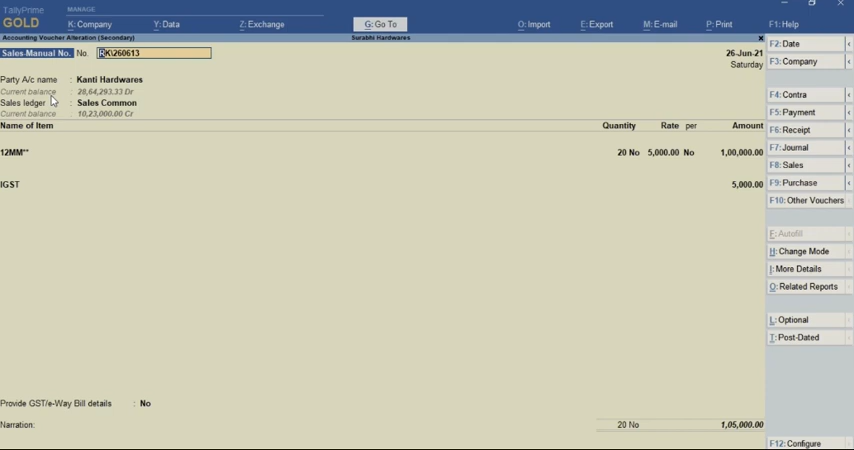 TallyPrime
GOLD
MANAGE
K: Company
Y: Data
Z: Exchange
G: Go To
O: Import
E: Export
M: E-mail
P: Print
F1: Help
Accounting Voucher Alteration (Secondary)
Surabhi Hardwares
Sales-Manual No. No. RK\260613
26-Jun-21
Saturday
Party A/c name : Kanti Hardwares
Current balance : 28,64,293.33 Dr
Sales ledger : Sales Common
Current balance : 10,23,000.00 Cr
Name of Item Quantity Rate per Amount
12MM** 20 No 5,000.00 No 1,00,000.00
IGST 5,000.00
Provide GST/e-Way Bill details : No
Narration: 20 No 1,05,000.00
F2: Date
F3: Company
F4: Contra
F5: Payment
F6: Receipt
F7: Journal
F8: Sales
F9: Purchase
F10: Other Vouchers
F: Autofill
H: Change Mode
I: More Details
O: Related Reports
L: Optional
T: Post-Dated
F12: Configure